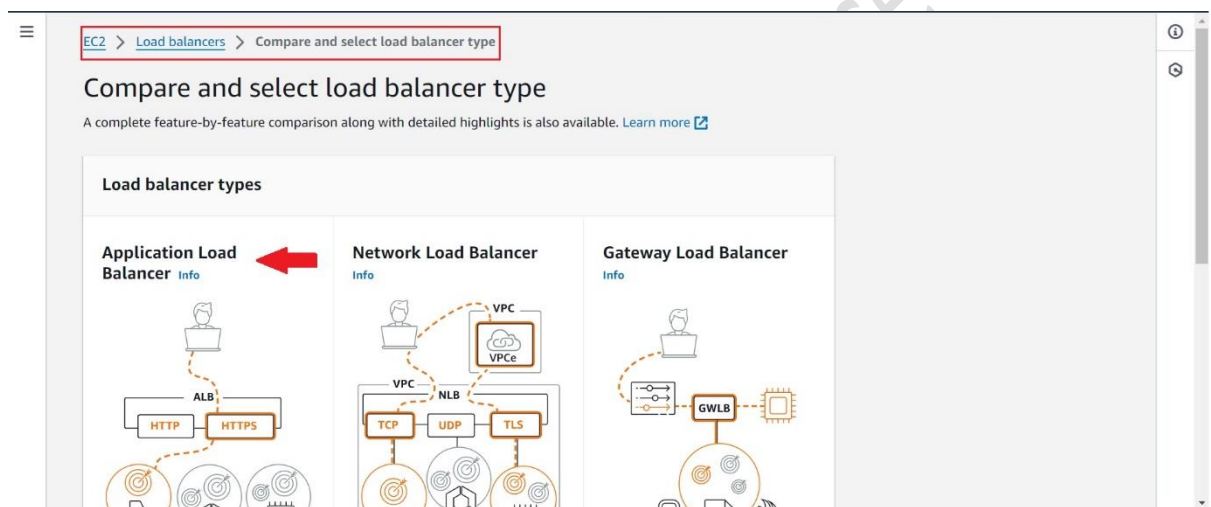 EC2 > Load balancers > Compare and select load balancer type
Compare and select load balancer type
A complete feature-by-feature comparison along with detailed highlights is also available. Learn more
Load balancer types
Application Load
Balancer Info
ALB
HTTP
HTTPS
Network Load Balancer
Info
VPC
VPCe
VPC
NLB
TCP
UDP
TLS
Gateway Load Balancer
Info
GWLB